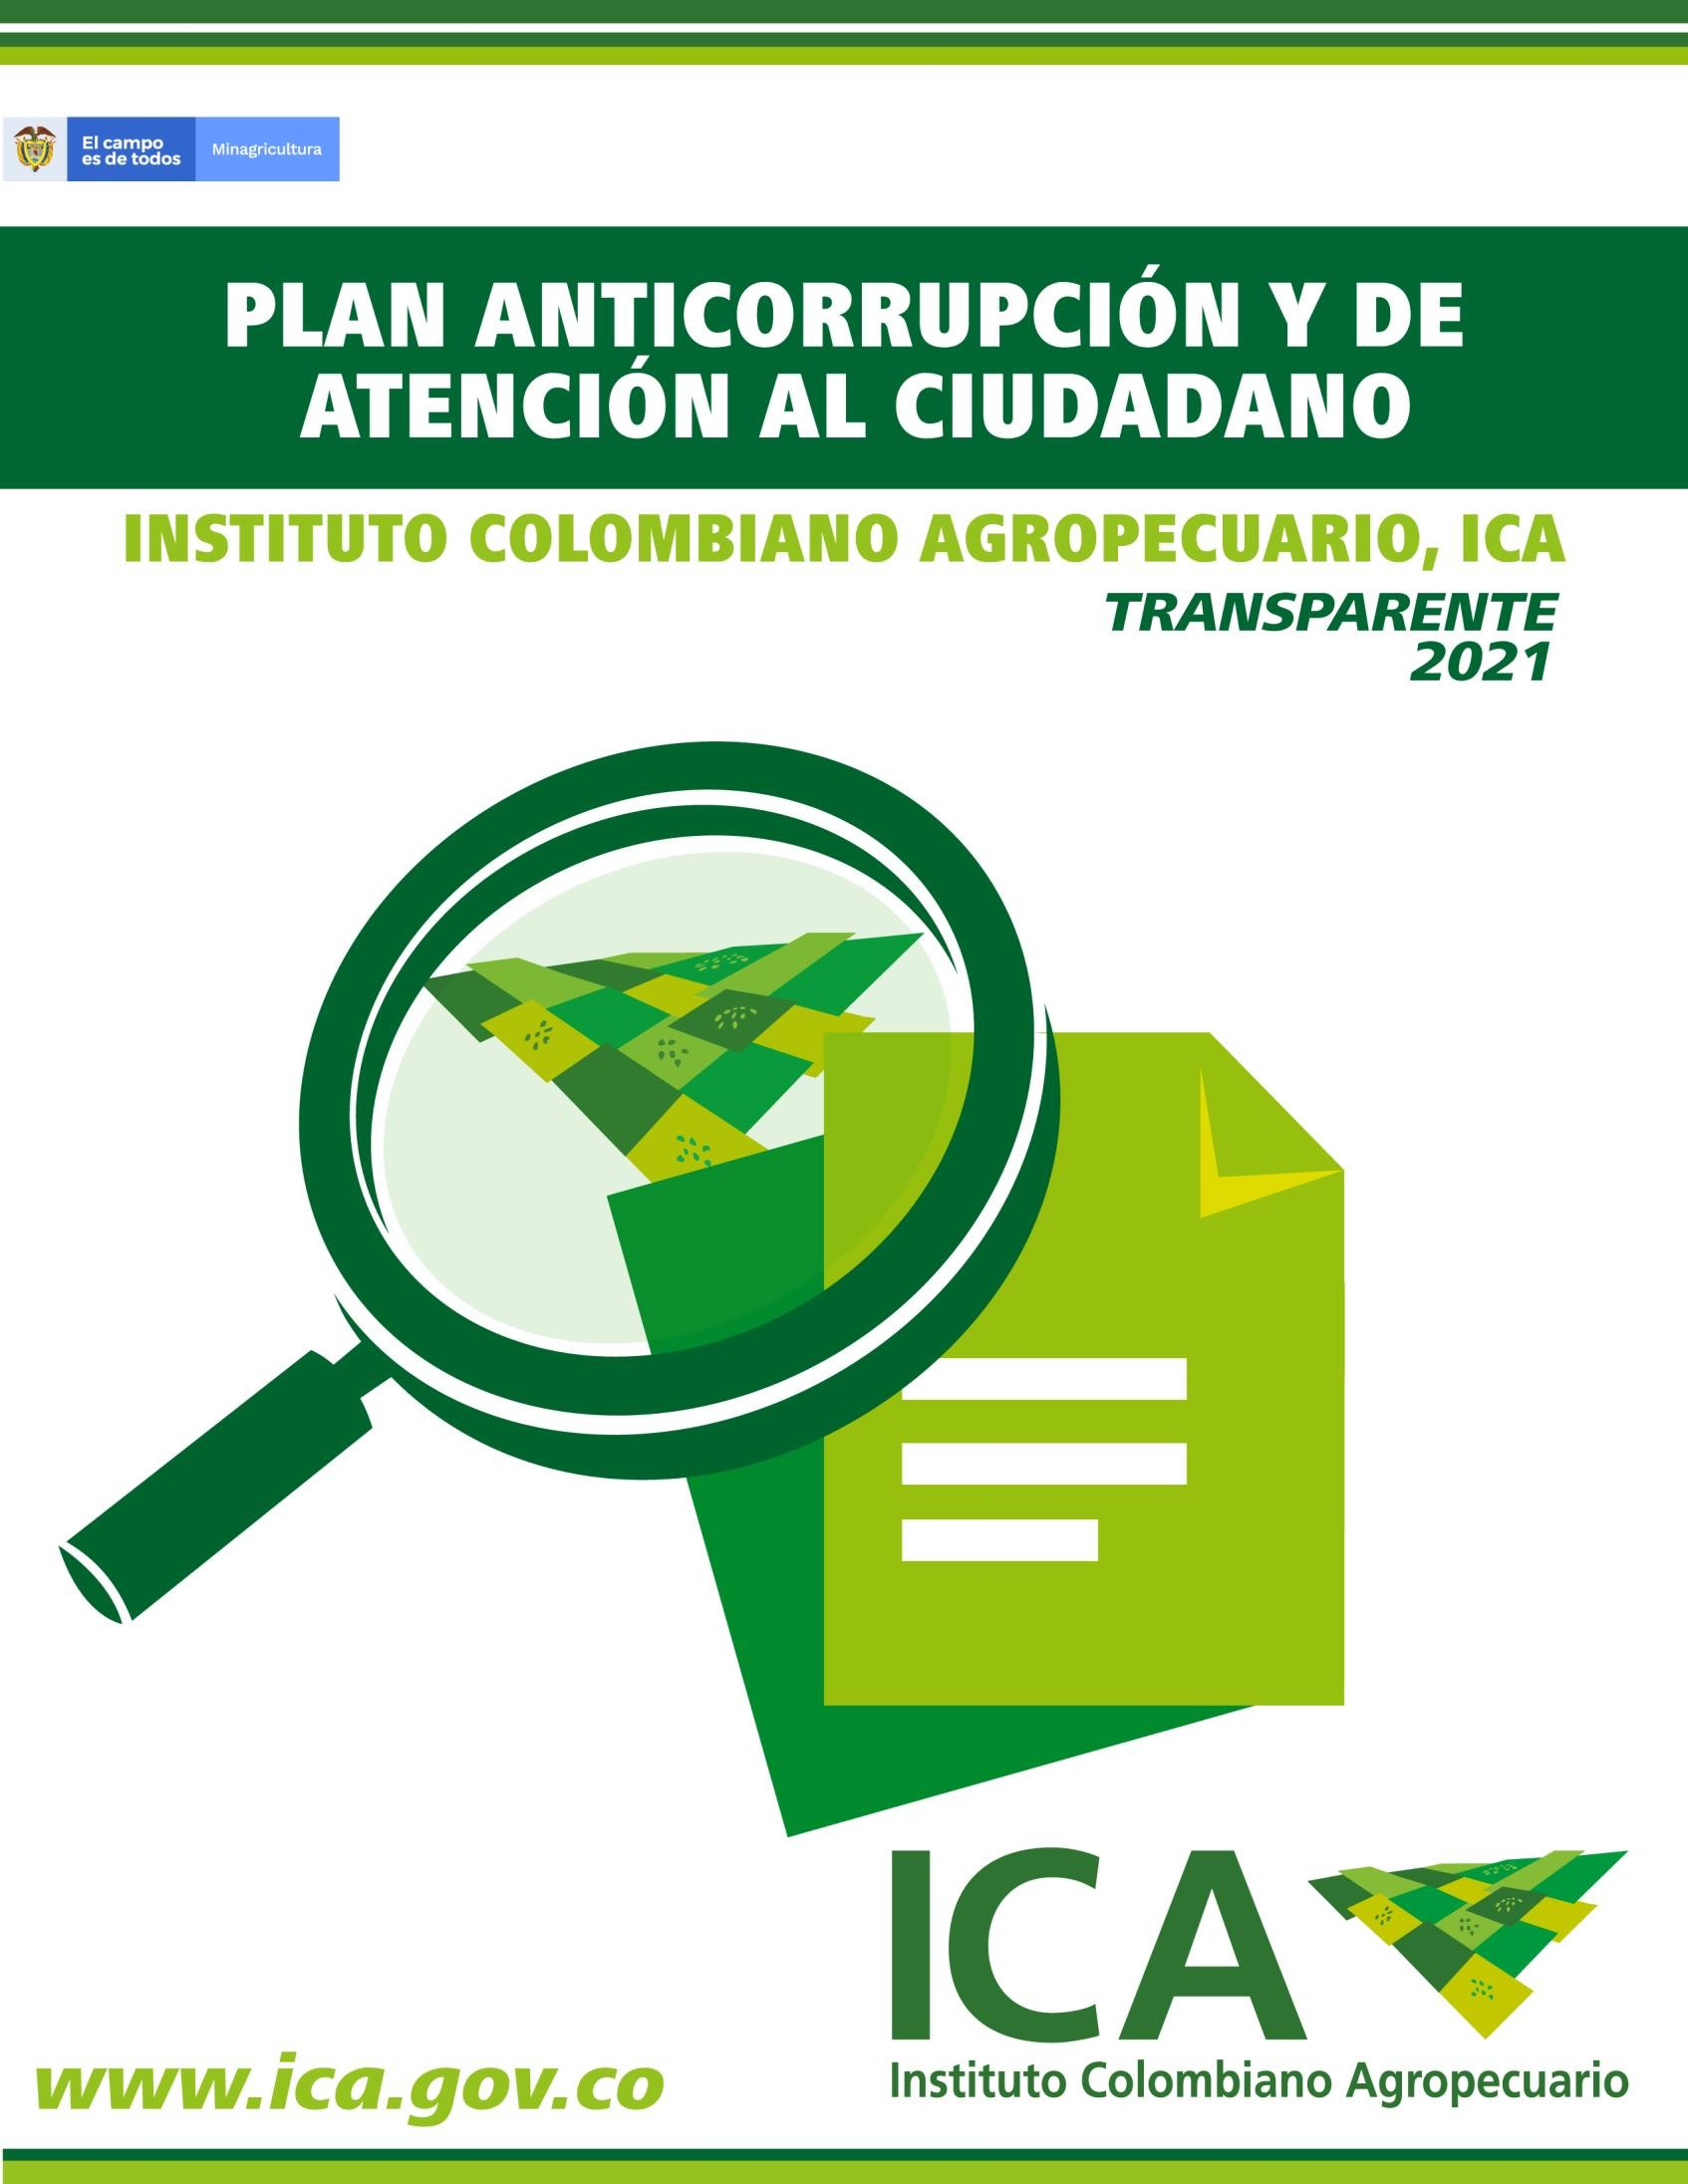 El campo
es de todos
Minagricultura
PLAN ANTICORRUPCIÓN Y DE
ATENCIÓN AL CIUDADANO
INSTITUTO COLOMBIANO AGROPECUARIO, ICA
TRANSPARENTE
2021
ICA
Instituto Colombiano Agropecuario
www.ica.gov.co